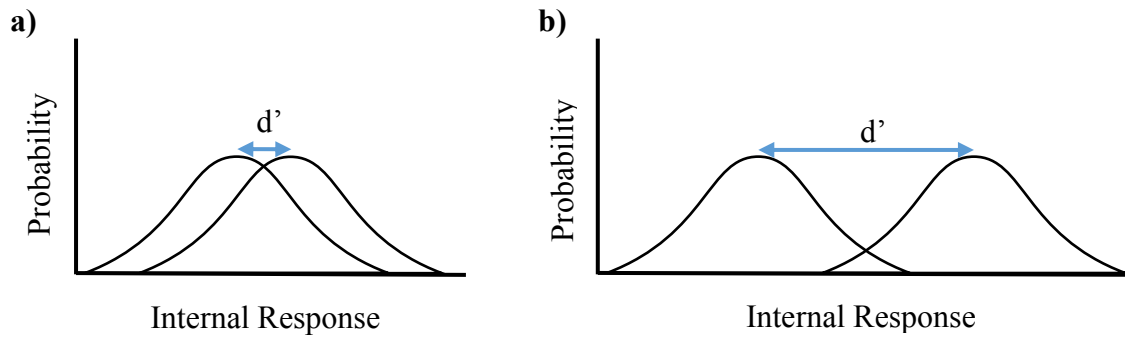 a)
d’
Probability
Internal Response
b)
d’
Probability
Internal Response